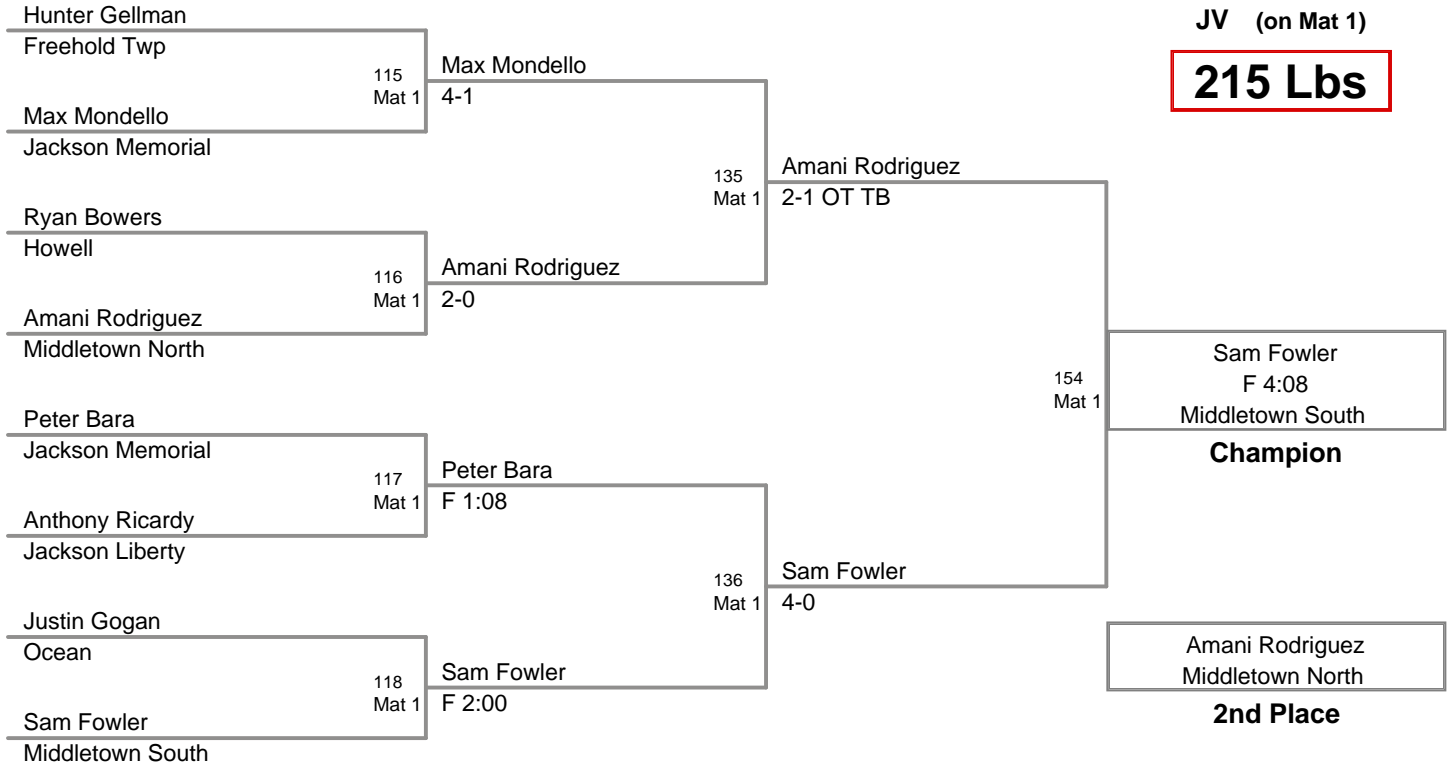 Hunter Gellman
Freehold Twp
115
Mat 1
Max Mondello
4-1
Max Mondello
Jackson Memorial
Ryan Bowers
Howell
116
Mat 1
Amani Rodriguez
2-0
Amani Rodriguez
Middletown North
135
Mat 1
Amani Rodriguez
2-1 OT TB
Peter Bara
Jackson Memorial
117
Mat 1
Peter Bara
F 1:08
Anthony Ricardy
Jackson Liberty
Justin Gogan
Ocean
118
Mat 1
Sam Fowler
F 2:00
Sam Fowler
Middletown South
136
Mat 1
Sam Fowler
4-0
JV (on Mat 1)
215 Lbs
154
Mat 1
Sam Fowler
F 4:08
Middletown South
Champion
Amani Rodriguez
Middletown North
2nd Place